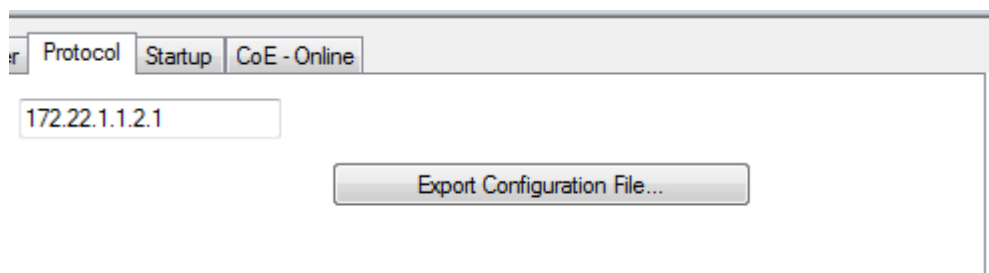 Protocol Startup CoE - Online
172.22.1.1.2.1
Export Configuration File...